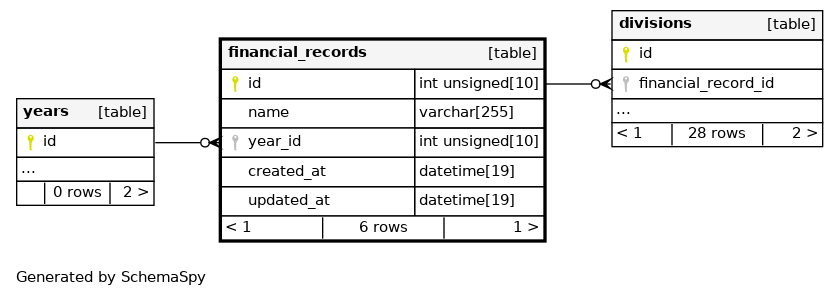 years [table]
id
...
0 rows 2 >
financial_records [table]
id int unsigned[10]
name varchar[255]
year_id int unsigned[10]
created_at datetime[19]
updated_at datetime[19]
< 1 6 rows 1 >
divisions [table]
id
financial_record_id
...
< 1 28 rows 2 >
Generated by SchemaSpy